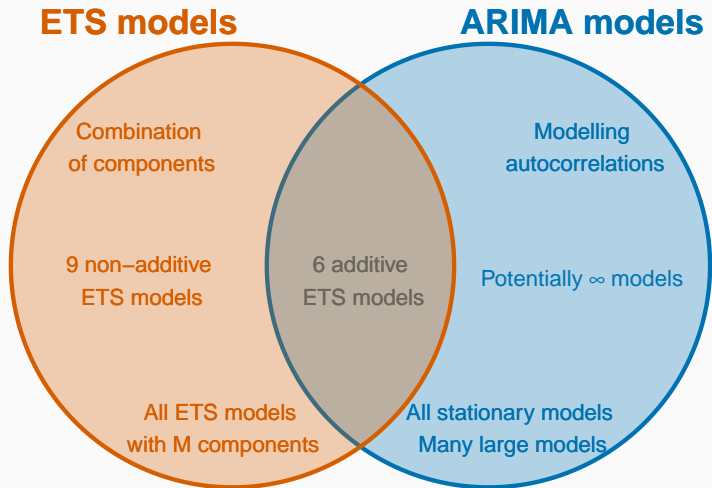 ETS models
ARIMA models
Combination
of components
9 non−additive
ETS models
All ETS models
with M components
6 additive
ETS models
Modelling
autocorrelations
Potentially ∞ models
All stationary models
Many large models